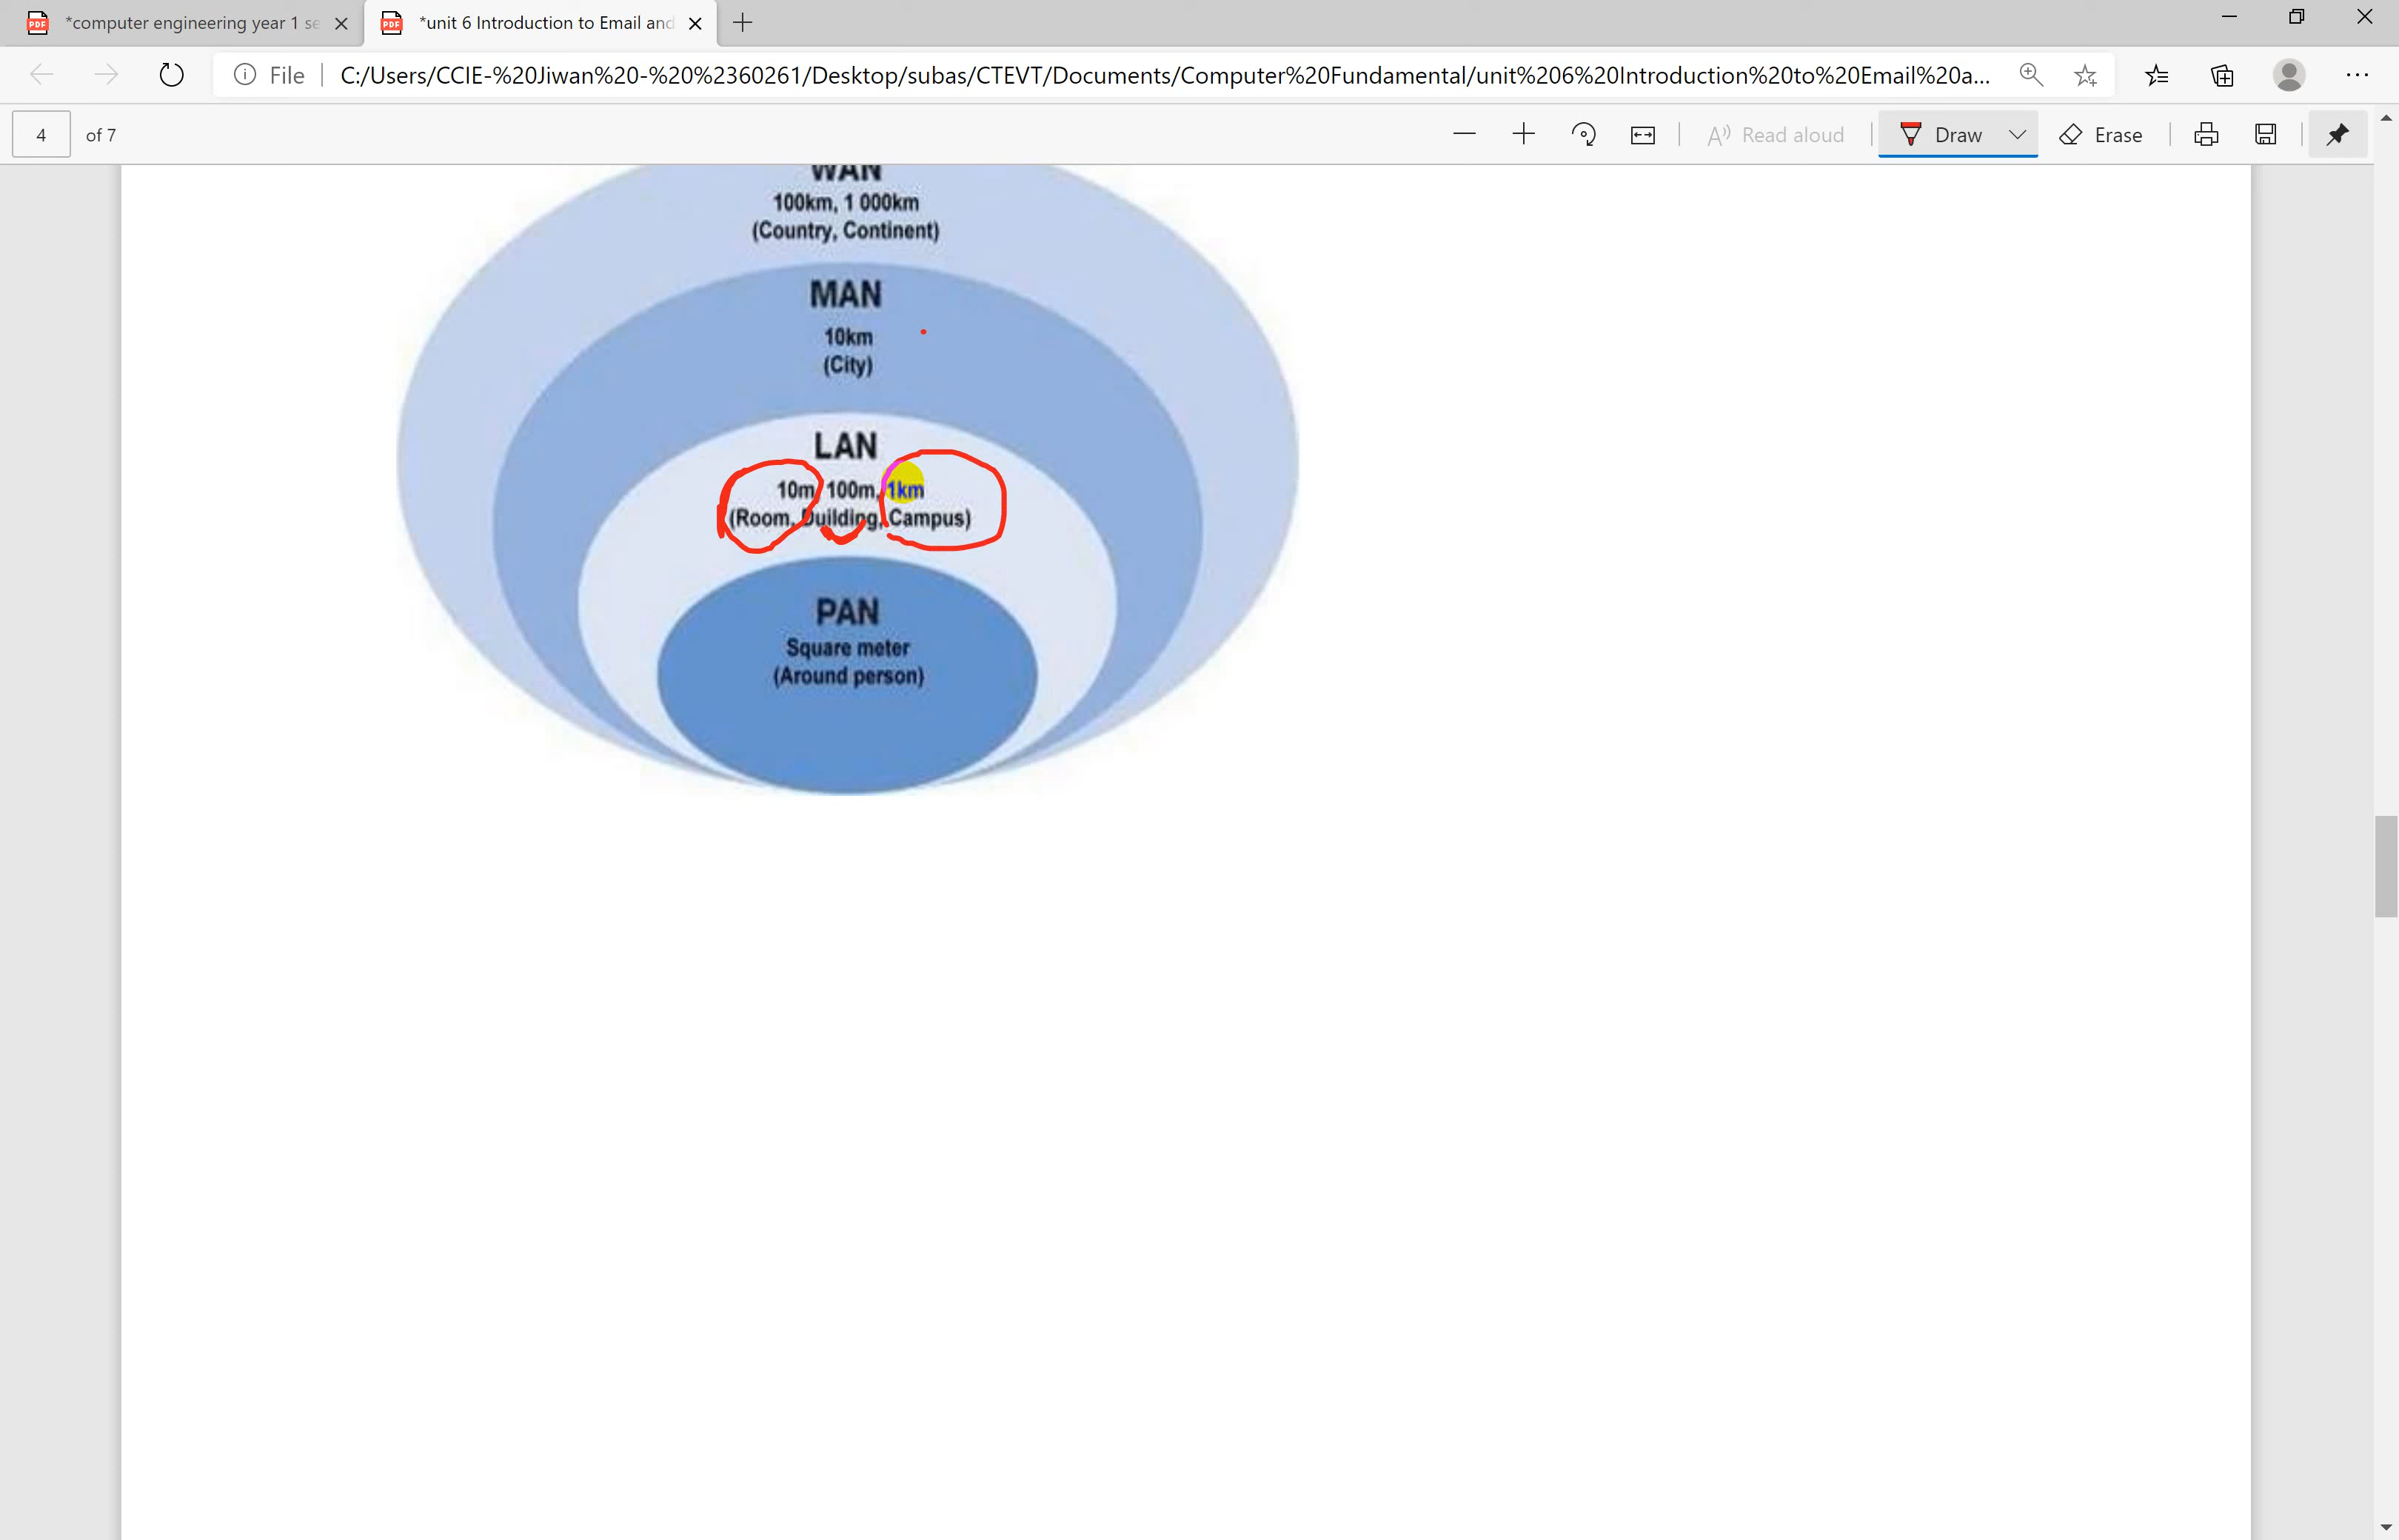 *computer engineering year 1 se
*unit 6 Introduction to Email and
File
C:/Users/CCIE-%20Jiwan%20-%20%2360261/Desktop/subas/CTEVT/Documents/Computer%20Fundamental/unit%206%20Introduction%20to%20Email%20a...
4 of 7
Read aloud
Draw
Erase
WAN
100km, 1 000km
(Country, Continent)
MAN
10km
(City)
LAN
10m, 100m, 1km
(Room, Building, Campus)
PAN
Square meter
(Around person)